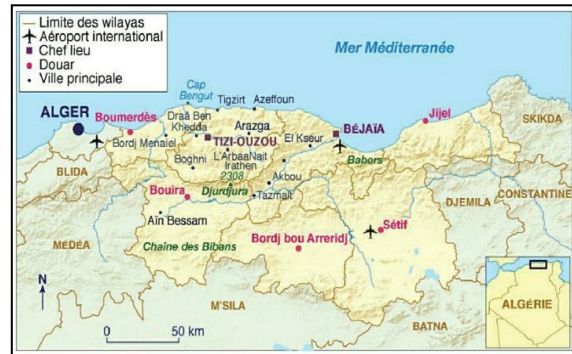 Limite des wilayas
Aéroport international
Chef lieu
Douar
Ville principale
Mer Méditerranée
Cap
Bengut
Tigzirt
Azeffoun
ALGER
Boumerdès
Draâ Ben
Khedda
Bordj Menaïel
TIZI-OUZOU
Arazga
L'ArbaaNaït
Irathen
Boghni
2308
Djurdjura
El Kseur
BÉJAÏA
Jijel
SKIKDA
Babors
Akbou
Tazmalt
BLIDA
Bouira
Aïn Bessam
Chaîne des Bibans
MÉDÉA
Bordj bou Arreridj
Sétif
DJEMILA
CONSTANTINE
M'SILA
BATNA
N
0
50 km
ALGÉRIE